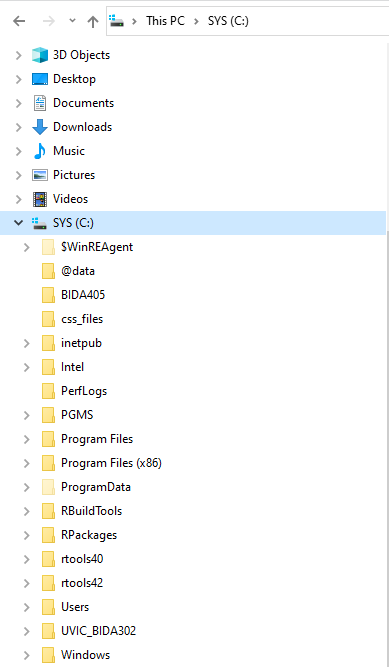 This PC > SYS (C:) >
3D Objects
Desktop
Documents
Downloads
Music
Pictures
Videos
SYS (C:)
$WinREAgent
@data
BIDA405
css_files
inetpub
Intel
PerfLogs
PGMS
Program Files
Program Files (x86)
ProgramData
RBuildTools
RPackages
rtools40
rtools42
Users
UVIC_BIDA302
Windows